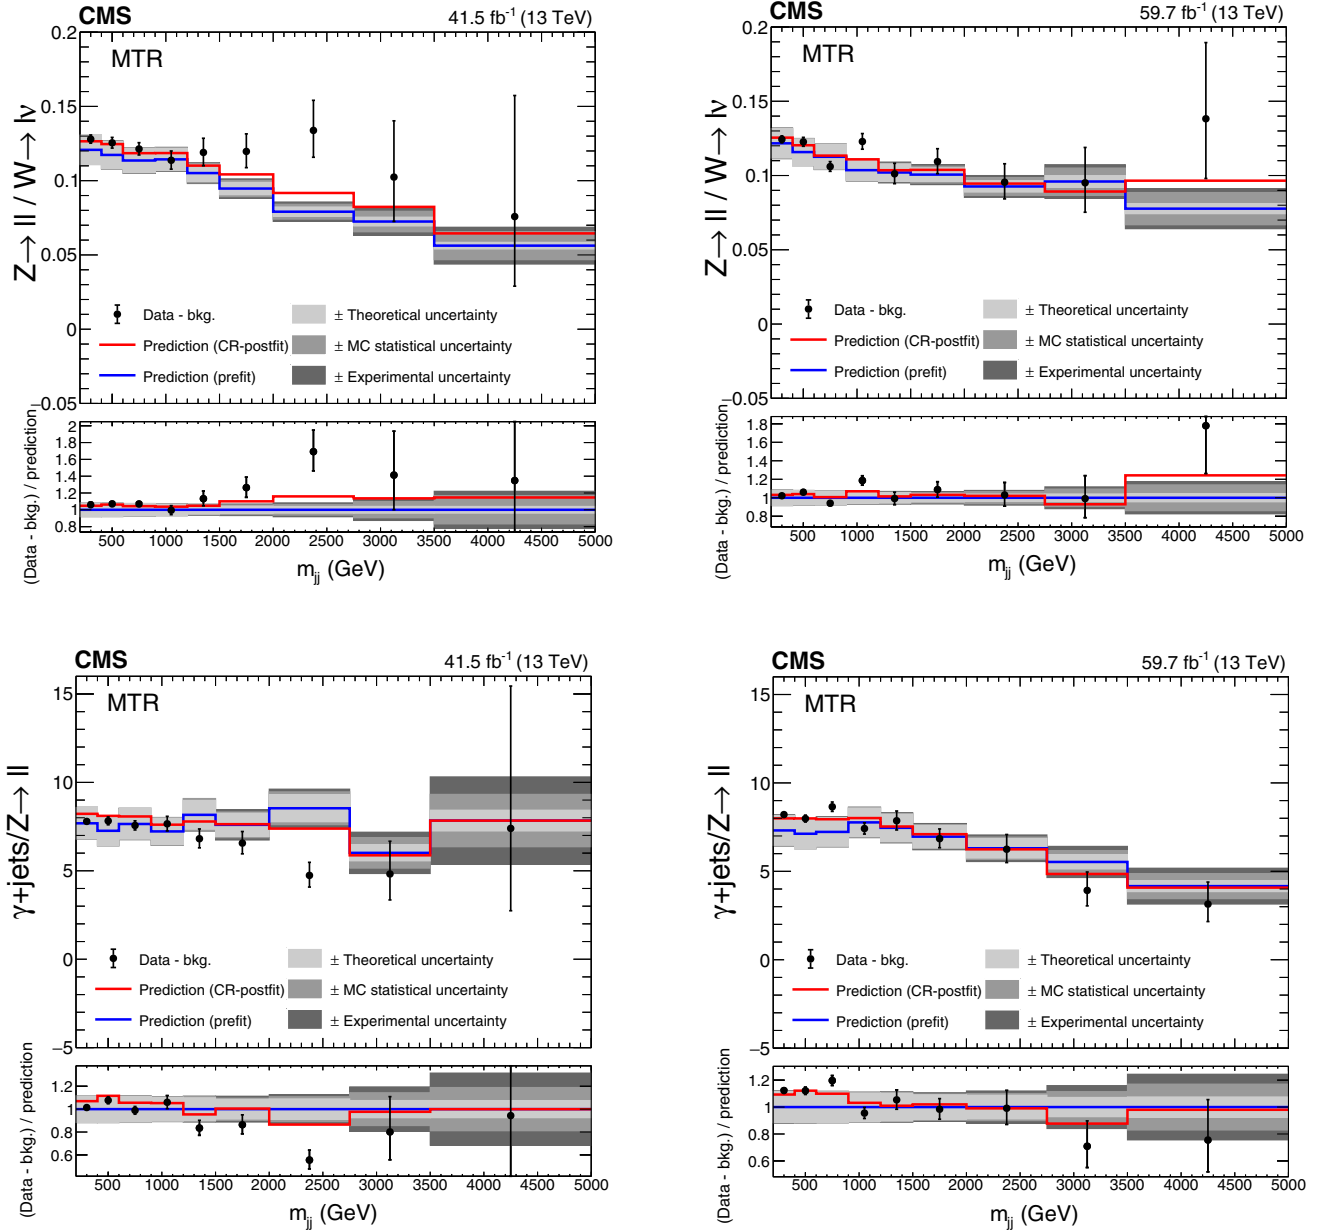 CMS 41.5 fb⁻¹ (13 TeV)
MTR
Z→ ll / W→ lν
0.2
0.15
0.1
0.05
0
−0.05
Data - bkg.
Prediction (CR-postfit)
Prediction (prefit)
± Theoretical uncertainty
± MC statistical uncertainty
± Experimental uncertainty
(Data - bkg.) / prediction
2
1.8
1.6
1.4
1.2
1
0.8
500 1000 1500 2000 2500 3000 3500 4000 4500 5000
m_jj (GeV)
CMS 59.7 fb⁻¹ (13 TeV)
MTR
Z→ ll / W→ lν
0.2
0.15
0.1
0.05
0
−0.05
Data - bkg.
Prediction (CR-postfit)
Prediction (prefit)
± Theoretical uncertainty
± MC statistical uncertainty
± Experimental uncertainty
(Data - bkg.) / prediction
1.8
1.6
1.4
1.2
1
0.8
500 1000 1500 2000 2500 3000 3500 4000 4500 5000
m_jj (GeV)
CMS 41.5 fb⁻¹ (13 TeV)
MTR
γ+jets/Z→ ll
15
10
5
0
−5
Data - bkg.
Prediction (CR-postfit)
Prediction (prefit)
± Theoretical uncertainty
± MC statistical uncertainty
± Experimental uncertainty
(Data - bkg.) / prediction
1.2
1
0.8
0.6
500 1000 1500 2000 2500 3000 3500 4000 4500 5000
m_jj (GeV)
CMS 59.7 fb⁻¹ (13 TeV)
MTR
γ+jets/Z→ ll
15
10
5
0
−5
Data - bkg.
Prediction (CR-postfit)
Prediction (prefit)
± Theoretical uncertainty
± MC statistical uncertainty
± Experimental uncertainty
(Data - bkg.) / prediction
1.2
1
0.8
0.6
500 1000 1500 2000 2500 3000 3500 4000 4500 5000
m_jj (GeV)